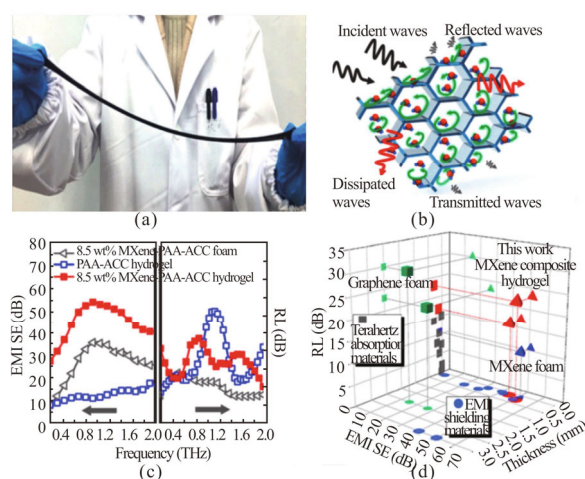 Incident waves
Reflected waves
Dissipated
waves
Transmitted waves
(a)
(b)
80
70
60
50
40
30
20
10
0
EMI SE (dB)
8.5 wt% MXene-PAA-ACC foam
PAA-ACC hydrogel
8.5 wt% MXene-PAA-ACC hydrogel
RL (dB)
0.4 0.8 1.2 1.6 2.0 0.4 0.8 1.2 1.6 2.0
Frequency (THz)
(c)
35
30
25
20
15
10
5
RL (dB)
This work
MXene composite
hydrogel
Graphene foam
Terahertz
absorption
materials
MXene foam
EMI
shielding
materials
0 10 20 30 40 50 60 70
EMI SE (dB)
3.0 2.5 2.0 1.5 1.0 0.5 0.0
Thickness (mm)
(d)